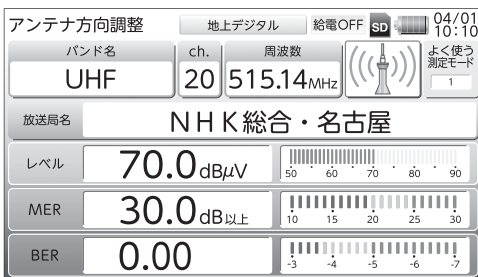 アンテナ方向調整 地上デジタル 給電OFF SD 04/01
10:10
バンド名 ch. 周波数 よく使う
測定モード
UHF 20 515.14MHz 1
放送局名 NHK総合・名古屋
レベル 70.0dBμV
50 60 70 80 90
MER 30.0dB以上
10 15 20 25 30
BER 0.00
-3 -4 -5 -6 -7